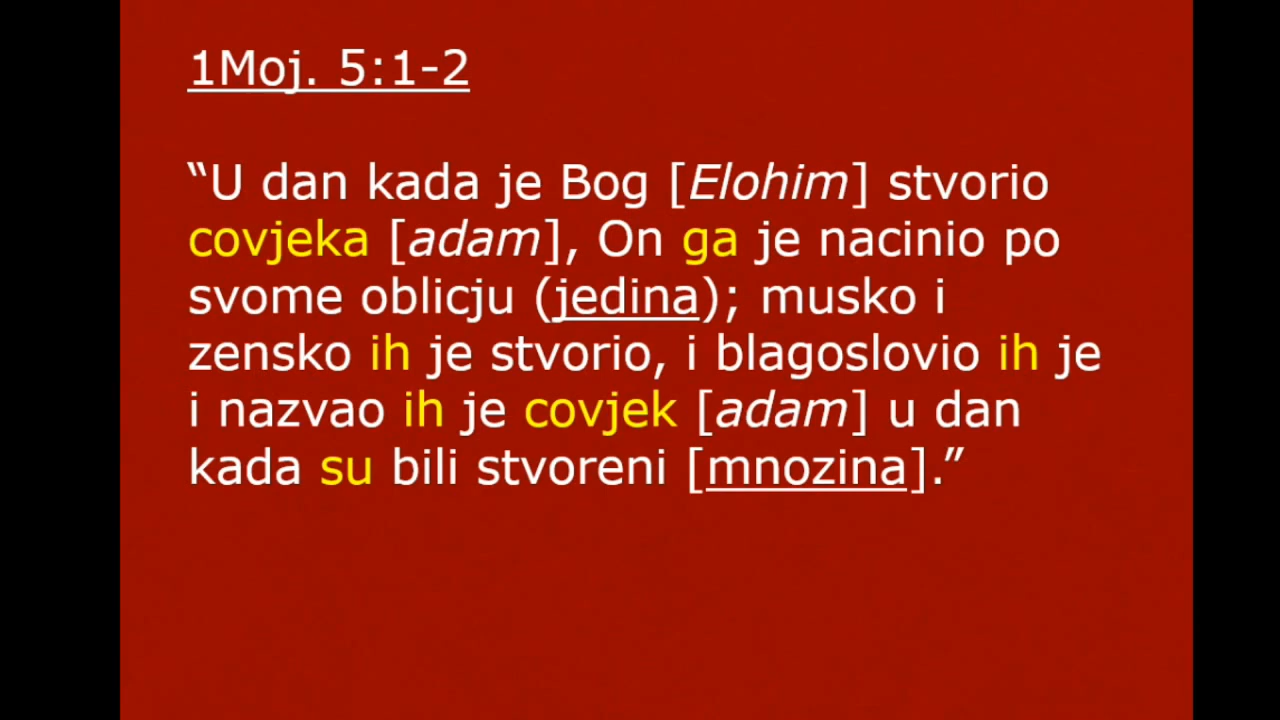 1Moj. 5:1-2
“U dan kada je Bog [Elohim] stvorio
covjeka [adam], On ga je nacinio po
svome oblicju (jedina); musko i
zensko ih je stvorio, i blagoslovio ih je
i nazvao ih je covjek [adam] u dan
kada su bili stvoreni [mnozina].”